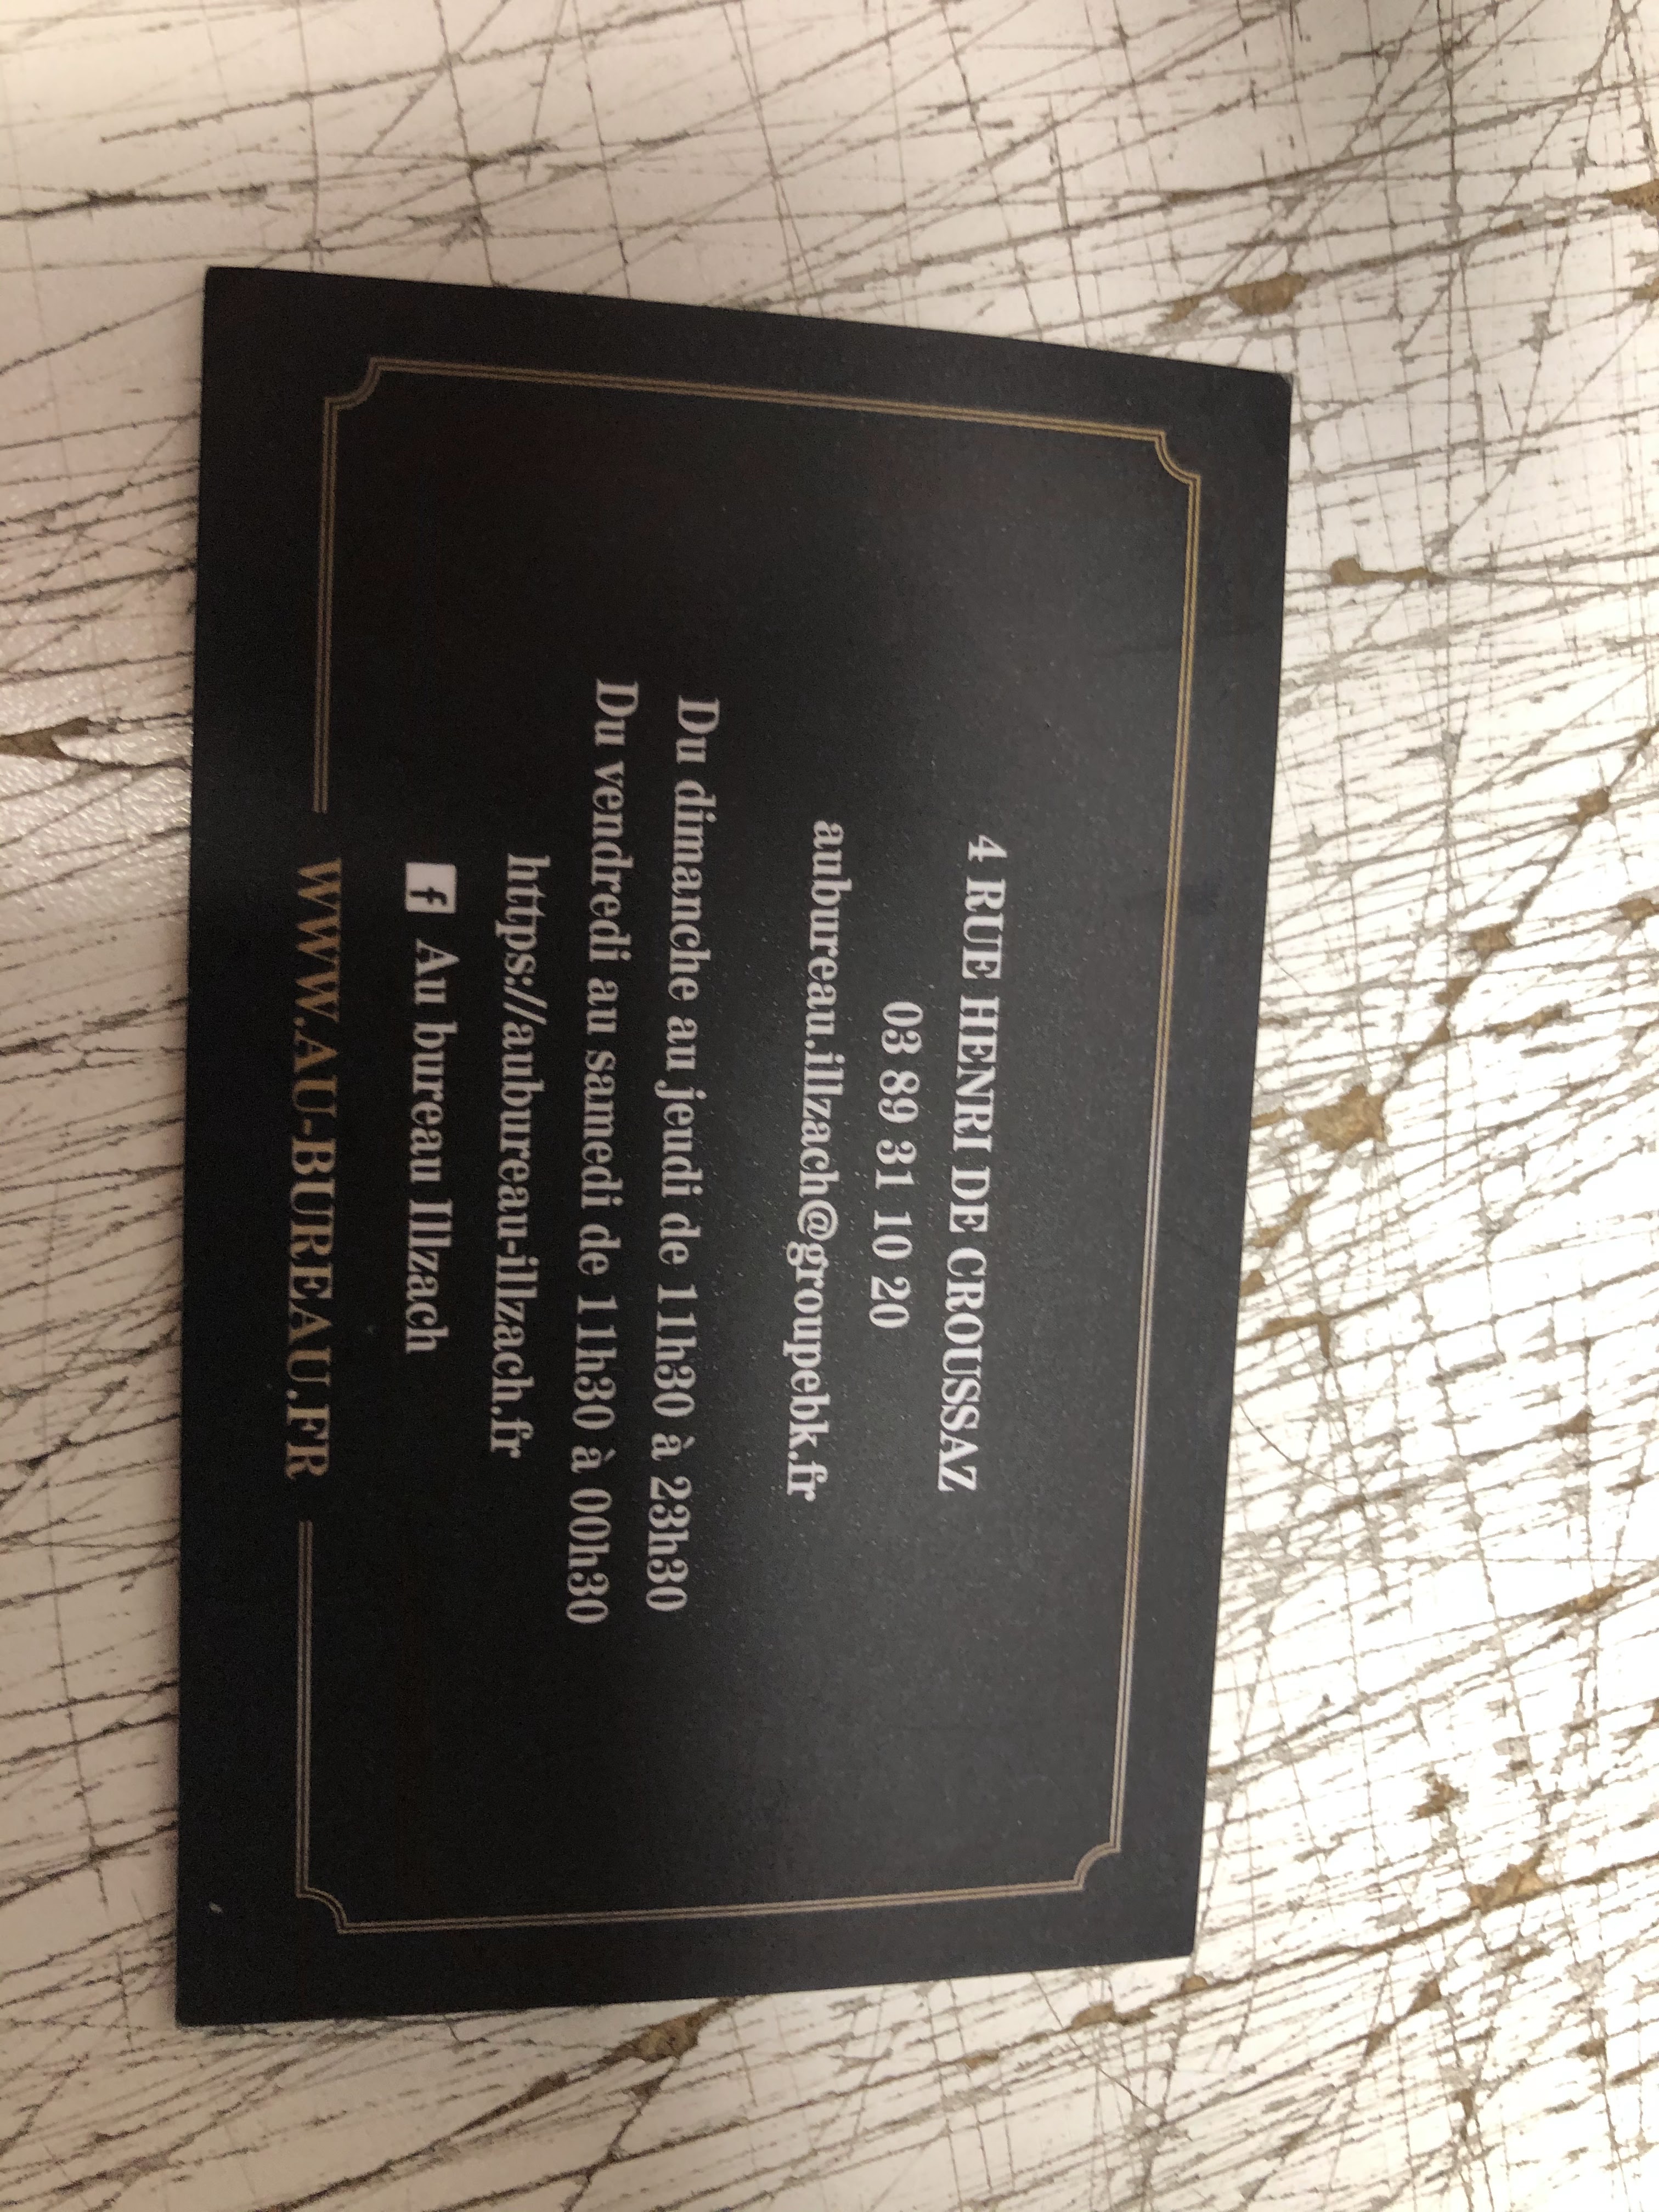 4 RUE HENRI DE CROUSSAZ
03 89 31 10 20
aubureau.illzach@groupebk.fr
Du dimanche au jeudi de 11h30 à 23h30
Du vendredi au samedi de 11h30 à 00h30
https://aubureau-illzach.fr
f Au bureau Illzach
WWW.AU-BUREAU.FR